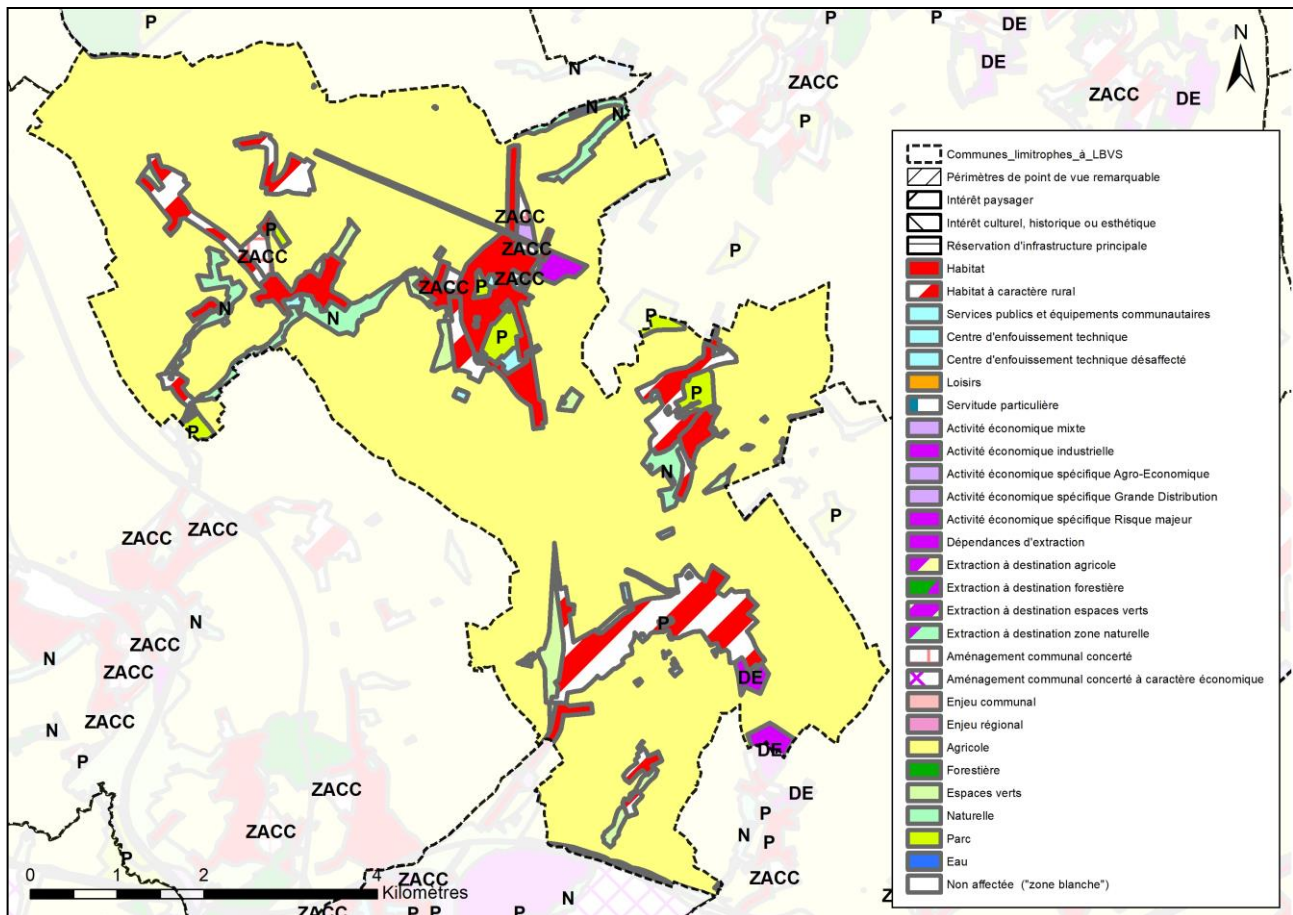 P
P
P
DE
N
DE
N
ZACC
ZACC
DE
N
N
P
N
Communes_limitrophes_à_LBVS
Périmètres de point de vue remarquable
Intérêt paysager
Intérêt culturel, historique ou esthétique
Réservation d'infrastructure principale
Habitat
Habitat à caractère rural
Services publics et équipements communautaires
Centre d'enfouissement technique
Centre d'enfouissement technique désaffecté
Loisirs
Servitude particulière
Activité économique mixte
Activité économique industrielle
Activité économique spécifique Agro-Economique
Activité économique spécifique Grande Distribution
Activité économique spécifique Risque majeur
Dépendances d'extraction
Extraction à destination agricole
Extraction à destination forestière
Extraction à destination espaces verts
Extraction à destination zone naturelle
Aménagement communal concerté
Aménagement communal concerté à caractère économique
Enjeu communal
Enjeu régional
Agricole
Forestière
Espaces verts
Naturelle
Parc
Eau
Non affectée ("zone blanche")
ZACC
P
ZACC
ZACC
P
ZACC
ZACC
P
N
P
P
P
P
N
P
ZACC
ZACC
N
P
ZACC
N
ZACC
DE
ZACC
N
DE
P
ZACC
DE
P
ZACC
N
P
P
ZACC
ZACC
0 1 2 4
Kilomètres
N
ZACC
P
P
P